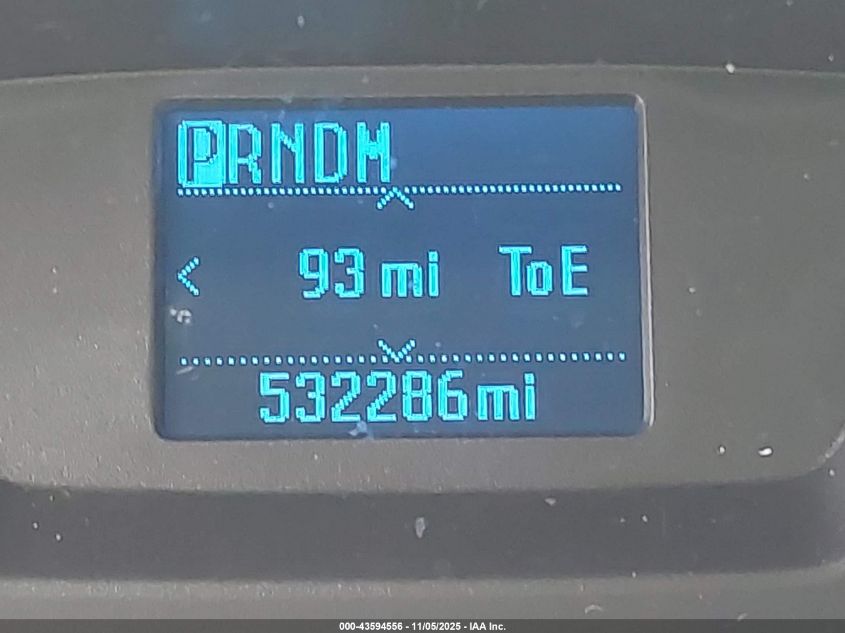 PRNDM
93 mi ToE
532286mi
000-43594556 - 11/05/2025 - IAA Inc.